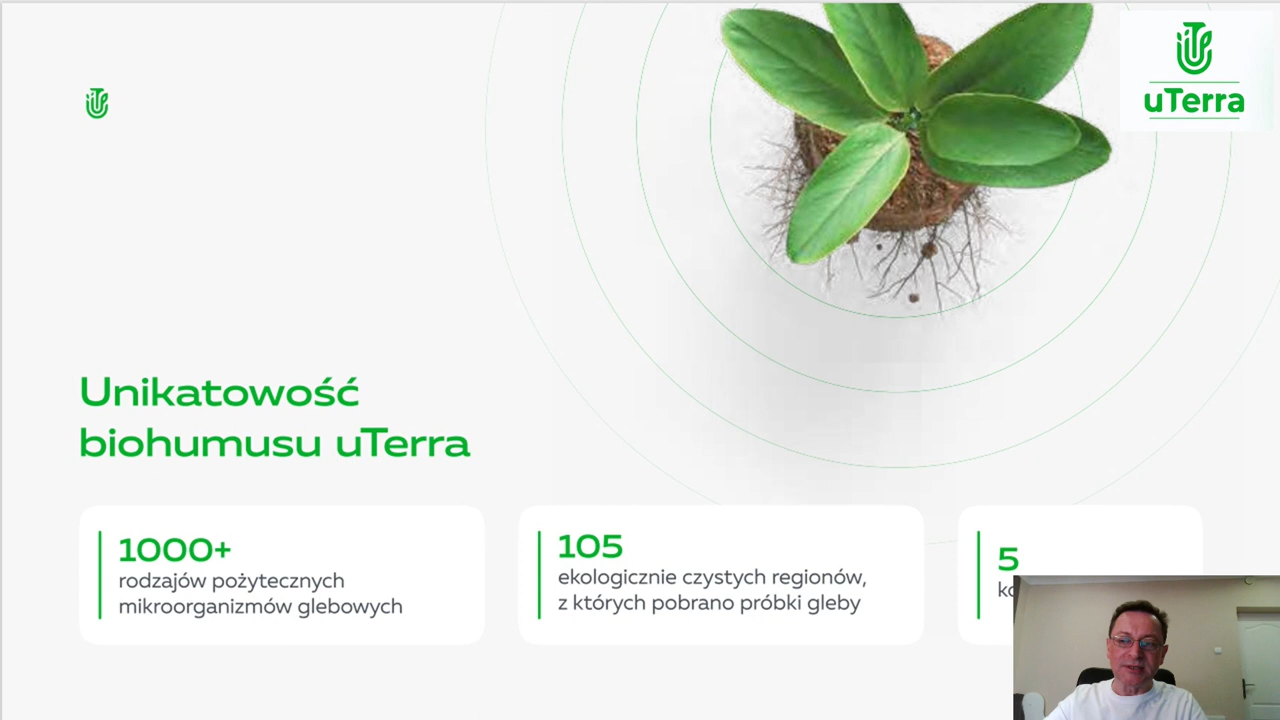 uTerra
Unikatowość
biohumusu uTerra
1000+
rodzajów pożytecznych
mikroorganizmów glebowych
105
ekologicznie czystych regionów,
z których pobrano próbki gleby
5